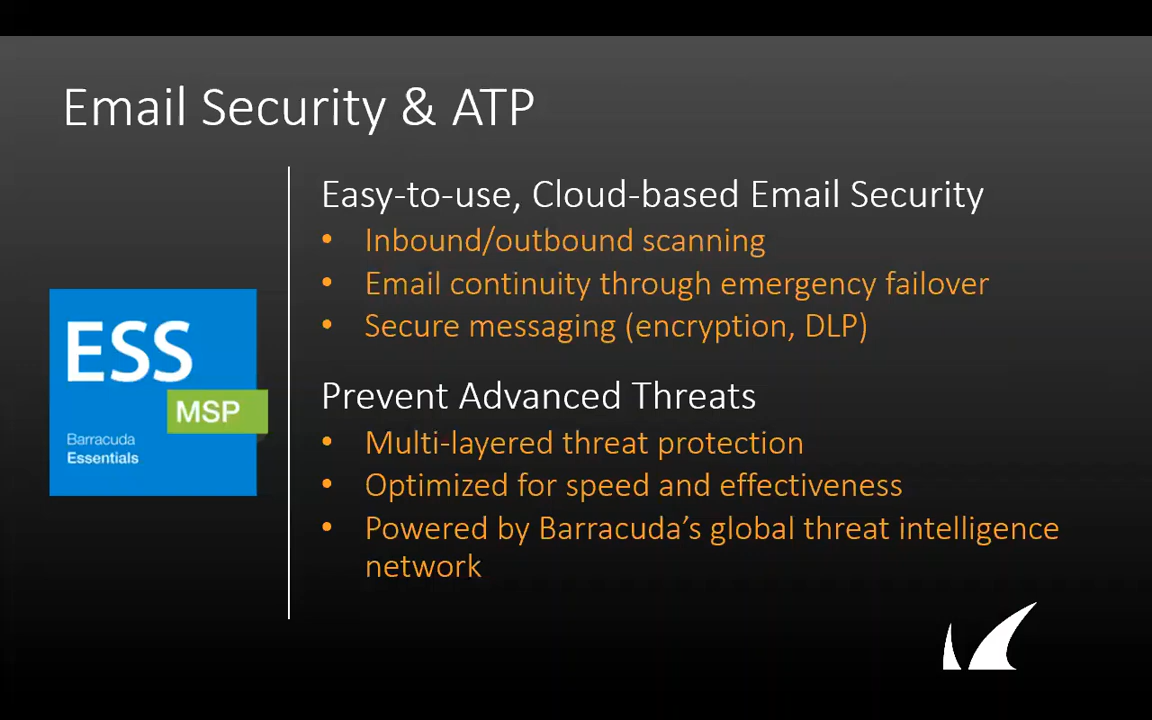 Email Security & ATP
Easy-to-use, Cloud-based Email Security
• Inbound/outbound scanning
• Email continuity through emergency failover
• Secure messaging (encryption, DLP)
ESS
MSP
Barracuda
Essentials
Prevent Advanced Threats
• Multi-layered threat protection
• Optimized for speed and effectiveness
• Powered by Barracuda’s global threat intelligence
network